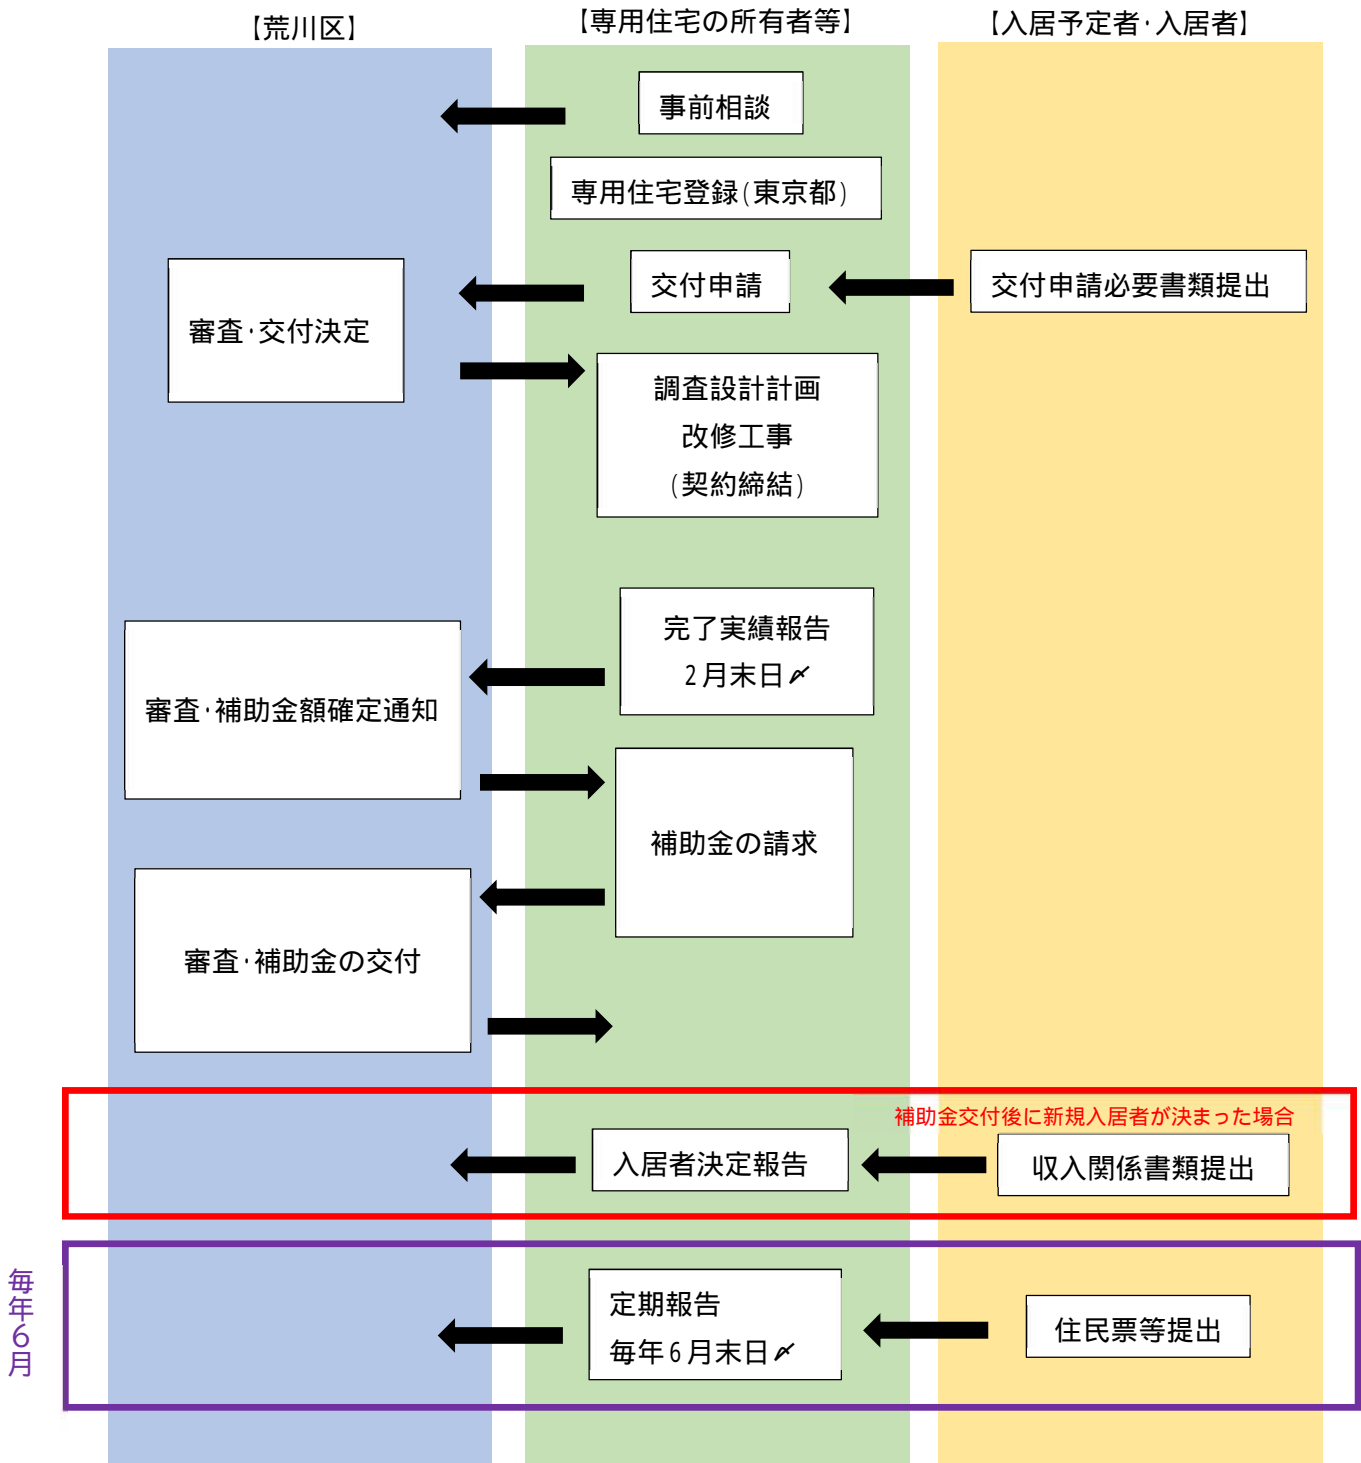 【荒川区】
【専用住宅の所有者等】
【入居予定者・入居者】
事前相談
専用住宅登録(東京都)
交付申請
交付申請必要書類提出
審査・交付決定
調査設計計画
改修工事
(契約締結)
完了実績報告
2月末日〆
審査・補助金額確定通知
補助金の請求
審査・補助金の交付
補助金交付後に新規入居者が決まった場合
入居者決定報告
収入関係書類提出
毎年6月
定期報告
毎年6月末日〆
住民票等提出